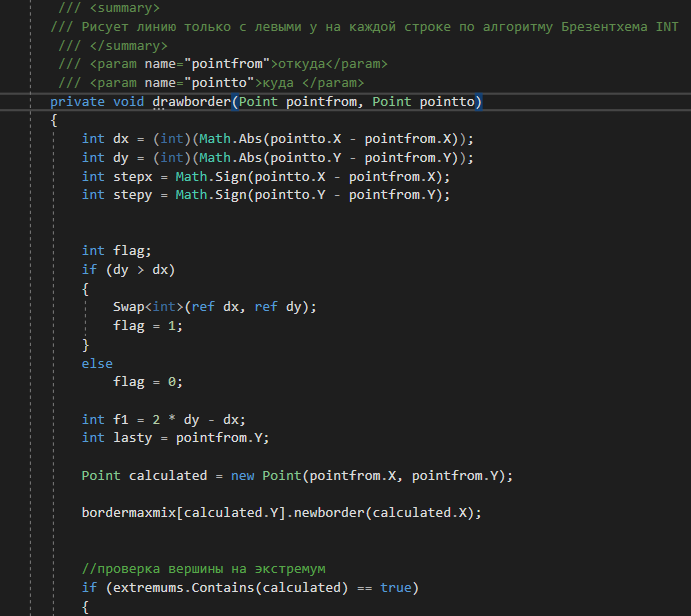 /// <summary>
/// Рисует линию только с левыми y на каждой строке по алгоритму Брезентхема INT
/// </summary>
/// <param name="pointfrom">откуда</param>
/// <param name="pointto">куда </param>
private void drawborder(Point pointfrom, Point pointto)
{
int dx = (int)(Math.Abs(pointto.X - pointfrom.X));
int dy = (int)(Math.Abs(pointto.Y - pointfrom.Y));
int stepx = Math.Sign(pointto.X - pointfrom.X);
int stepy = Math.Sign(pointto.Y - pointfrom.Y);
int flag;
if (dy > dx)
{
Swap<int>(ref dx, ref dy);
flag = 1;
}
else
flag = 0;
int f1 = 2 * dy - dx;
int lasty = pointfrom.Y;
Point calculated = new Point(pointfrom.X, pointfrom.Y);
bordermaxmix[calculated.Y].newborder(calculated.X);
//проверка вершины на экстремум
if (extremums.Contains(calculated) == true)
{